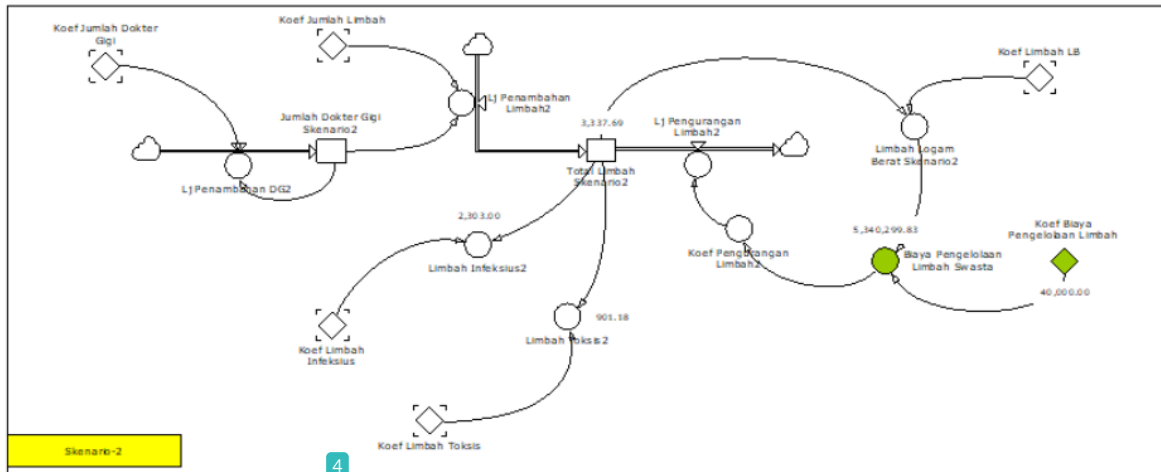 Koef Jumlah Dokter
Gigi
Koef Jumlah Limbah
Koef Limbah LB
Lj Penambahan
Limbah2
Jumlah Dokter Gigi
Skenario2
3,337.69
Lj Pengurangan
Limbah2
Limbah Logam
Berat Skenario2
Lj Penambahan DG2
Total Limbah
Skenario2
2,303.00
Limbah Infeksius2
Koef Pengurangan
Limbah2
5,340,299.83
Biaya Pengelolaan
Limbah Swasta
Koef Biaya
Pengelolaan Limbah
40,000.00
901.18
Limbah Toksis2
Koef Limbah
Infeksius
Koef Limbah Toksis
Skenario-2
4